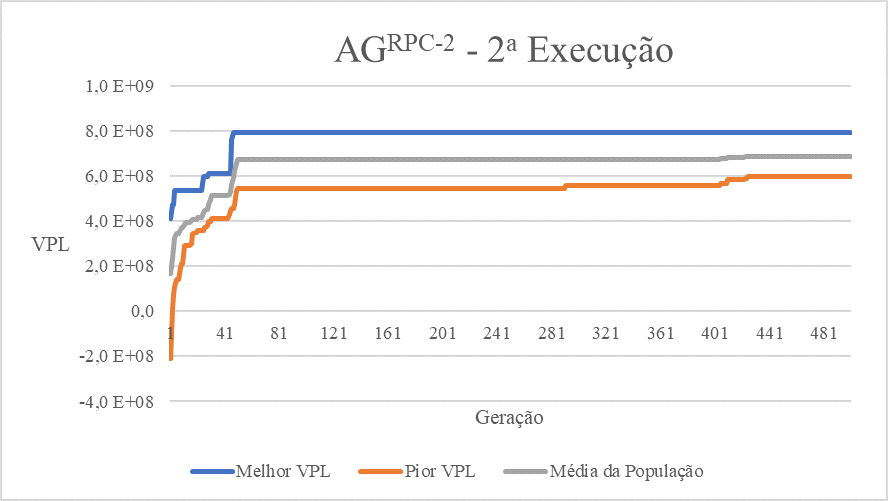 AGRPC-2 - 2ª Execução
1,0 E+09
8,0 E+08
6,0 E+08
4,0 E+08
2,0 E+08
0,0
-2,0 E+08
-4,0 E+08
VPL
1 41 81 121 161 201 241 281 321 361 401 441 481
Geração
Melhor VPL Pior VPL Média da População